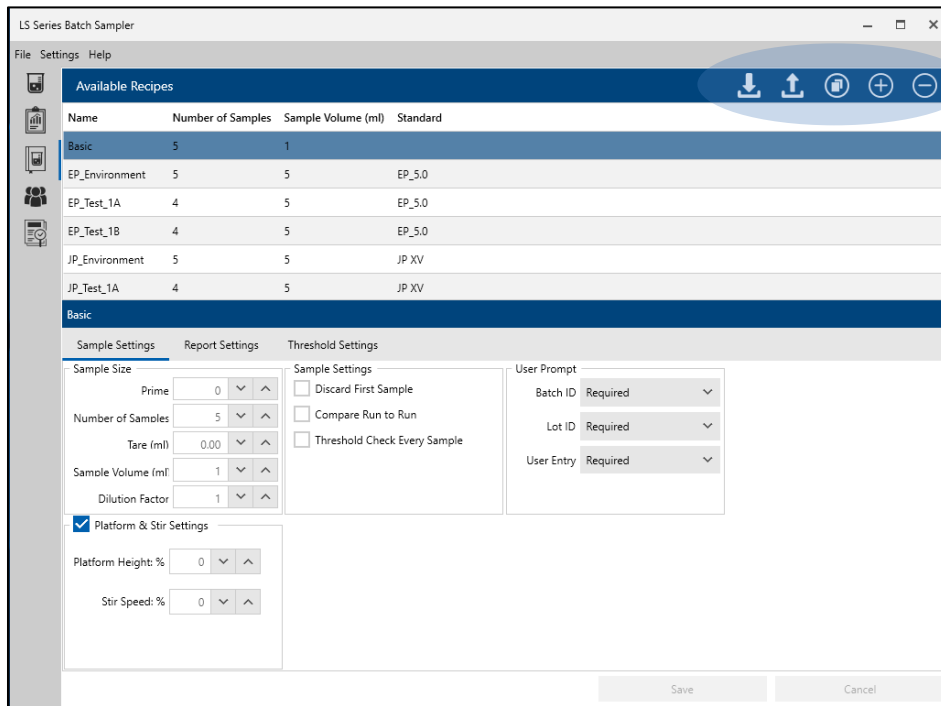 LS Series Batch Sampler
File Settings Help
Available Recipes
Name Number of Samples Sample Volume (ml) Standard
Basic 5 1
EP_Environment 5 5 EP_5.0
EP_Test_1A 4 5 EP_5.0
EP_Test_1B 4 5 EP_5.0
JP_Environment 5 5 JP XV
JP_Test_1A 4 5 JP XV
Basic
Sample Settings Report Settings Threshold Settings
Sample Size
Prime 0
Number of Samples 5
Tare (ml) 0.00
Sample Volume (ml) 1
Dilution Factor 1
Sample Settings
Discard First Sample
Compare Run to Run
Threshold Check Every Sample
User Prompt
Batch ID Required
Lot ID Required
User Entry Required
Platform & Stir Settings
Platform Height: % 0
Stir Speed: % 0
Save Cancel